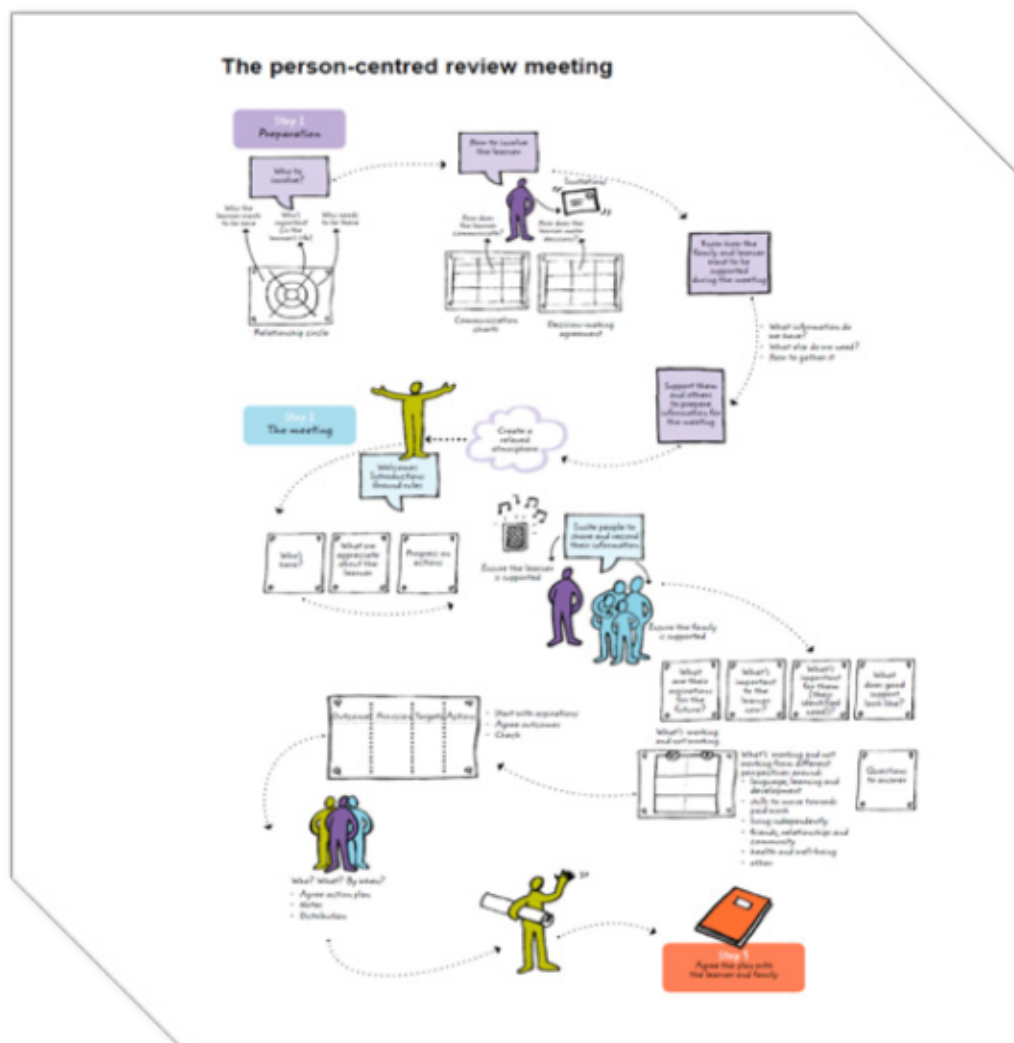 The person-centred review meeting
Step 1
Preparation
Who to
involve?
Who the
learner wants
to be here
Who's
important
(in the
learner's life)
Who needs
to be there
Relationship circle
How to involve
the learner
Invitations
How does
the learner
communicate?
How does the
learner make
decisions?
Communication
charts
Decision-making
agreement
Know how the
family and learner
want to be
supported
during the meeting
• What information do
we have?
• What else do we need?
• How to gather it
Support them
and others
to prepare
information for
the meeting
Create a
relaxed
atmosphere
Step 2
The meeting
Welcome:
Introductions
Ground rules
Who's
here?
What we
appreciate
about the
learner
Progress on
actions
Ensure the learner
is supported
Invite people to
share and record
their information
Ensure the family
is supported
What
are their
aspirations
for the
future?
What's
important
to the
learner now?
What's
important
for them
(their
identified
needs)?
What
does good
support
look like?
What's working
and not working
What's working and not
working from different
perspectives around:
• language, learning and
development
• skills to move towards
paid work
• living independently
• friends, relationships and
community
• health and well-being
• other
Questions
to answer
Outcomes Provision Targets Actions
• Start with aspirations
• Agree outcomes
• Check
Who? What? By when?
• Agree action plan
• Notes
• Distribution
Step 3
Agree the plan with
the learner and family